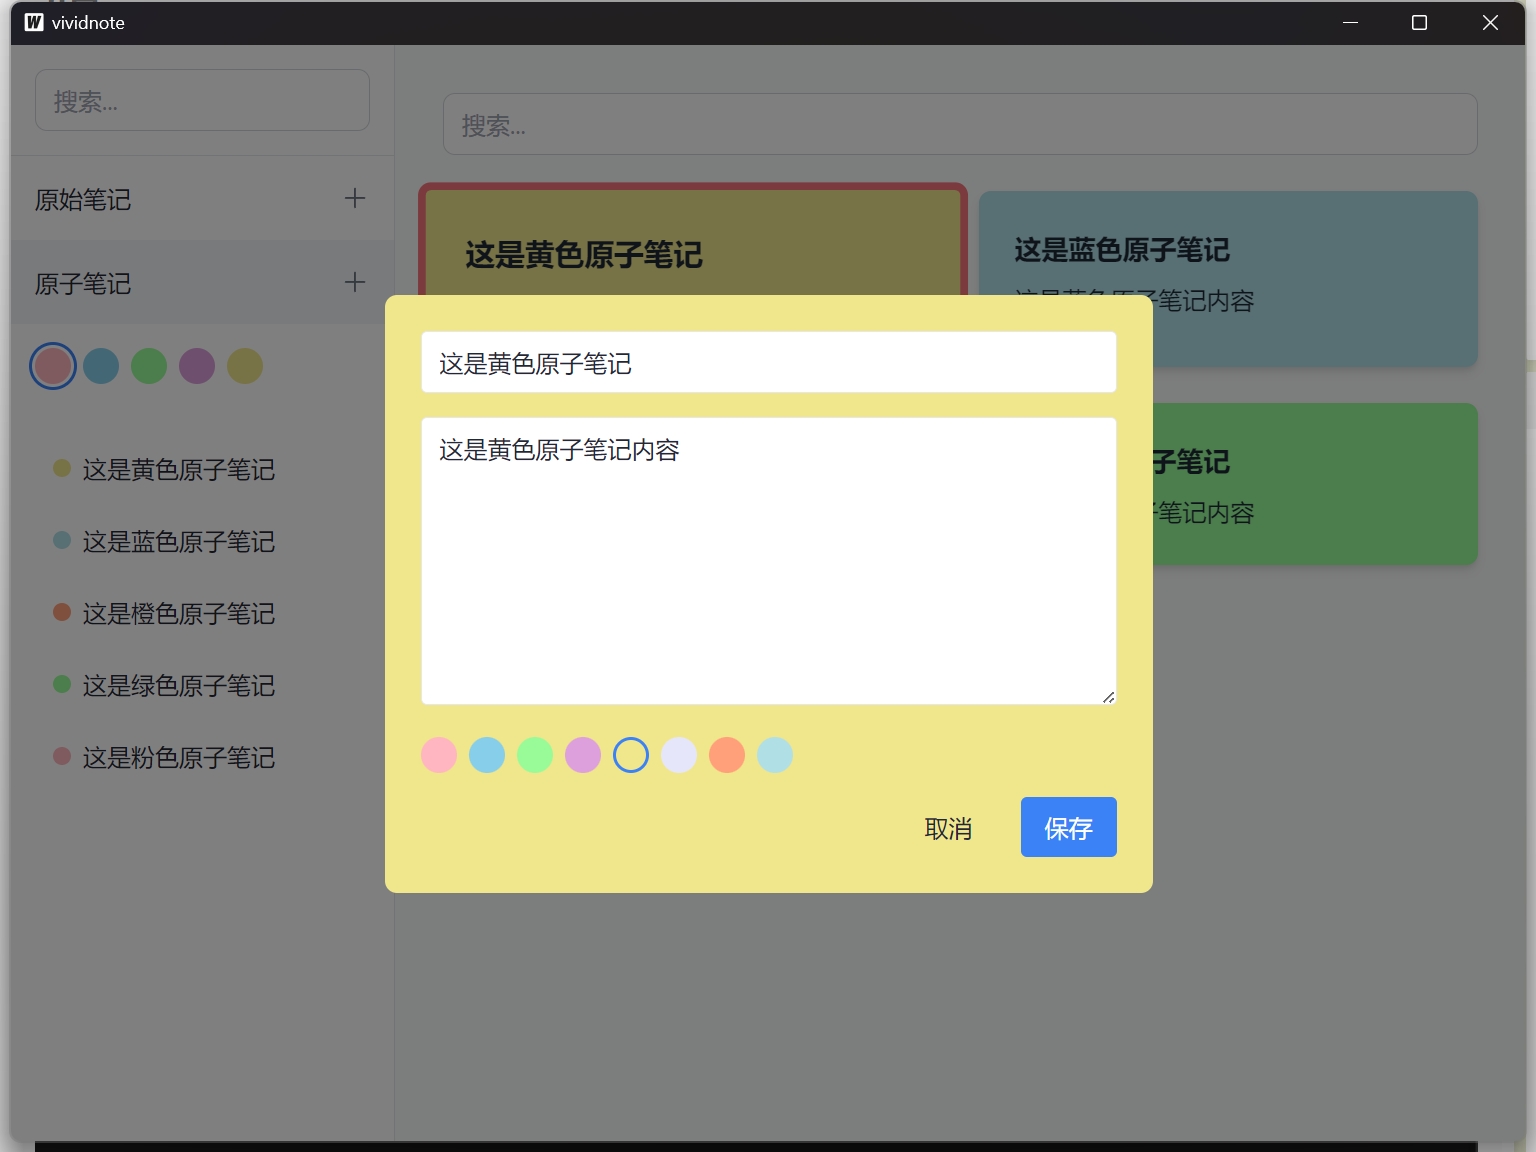 vividnote
搜索...
原始笔记
原子笔记
这是黄色原子笔记
这是蓝色原子笔记
这是橙色原子笔记
这是绿色原子笔记
这是粉色原子笔记
搜索...
这是黄色原子笔记
这是蓝色原子笔记
笔记内容
子笔记
笔记内容
这是黄色原子笔记
这是黄色原子笔记内容
取消
保存